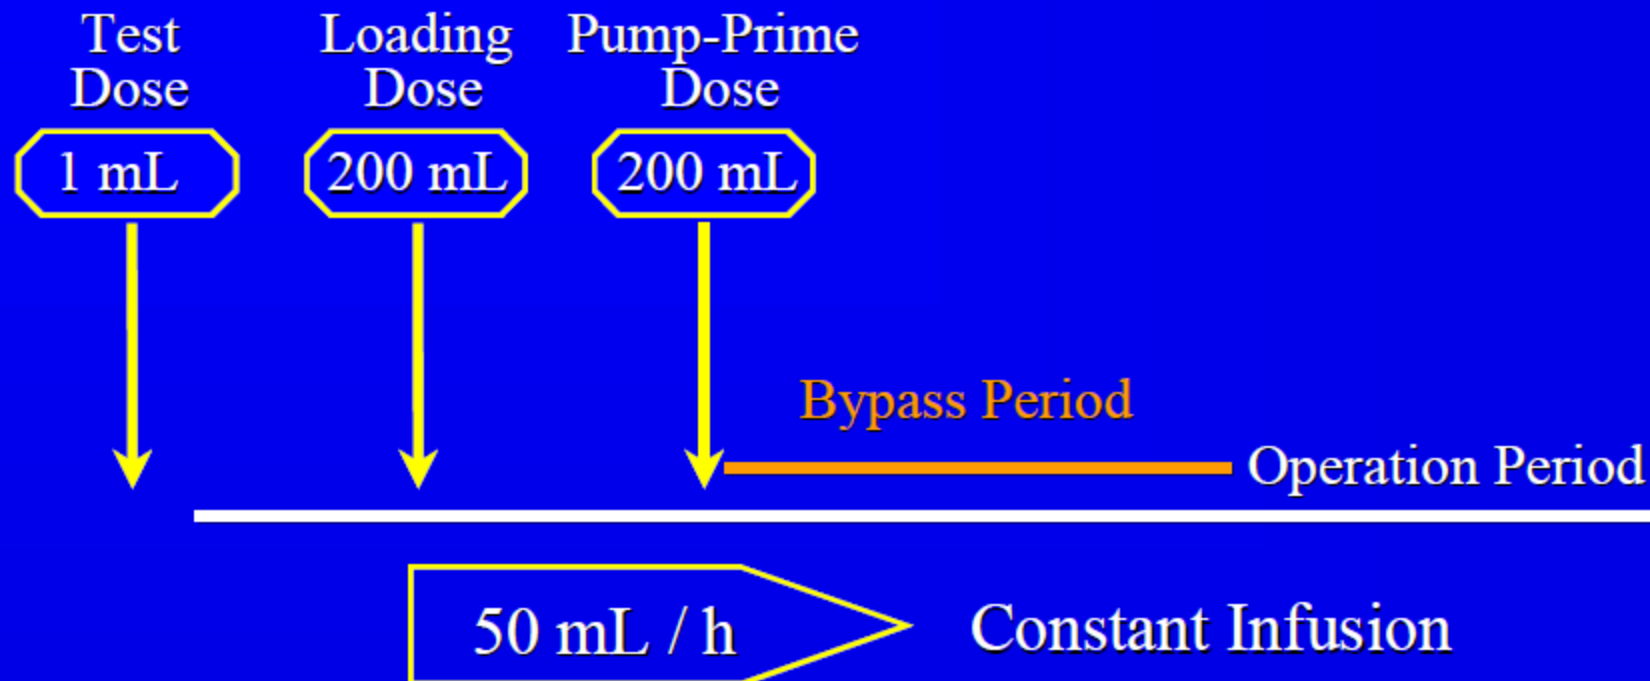 Test
Dose
Loading
Dose
Pump-Prime
Dose
1 mL
200 mL
200 mL
Bypass Period
Operation Period
50 mL / h
Constant Infusion